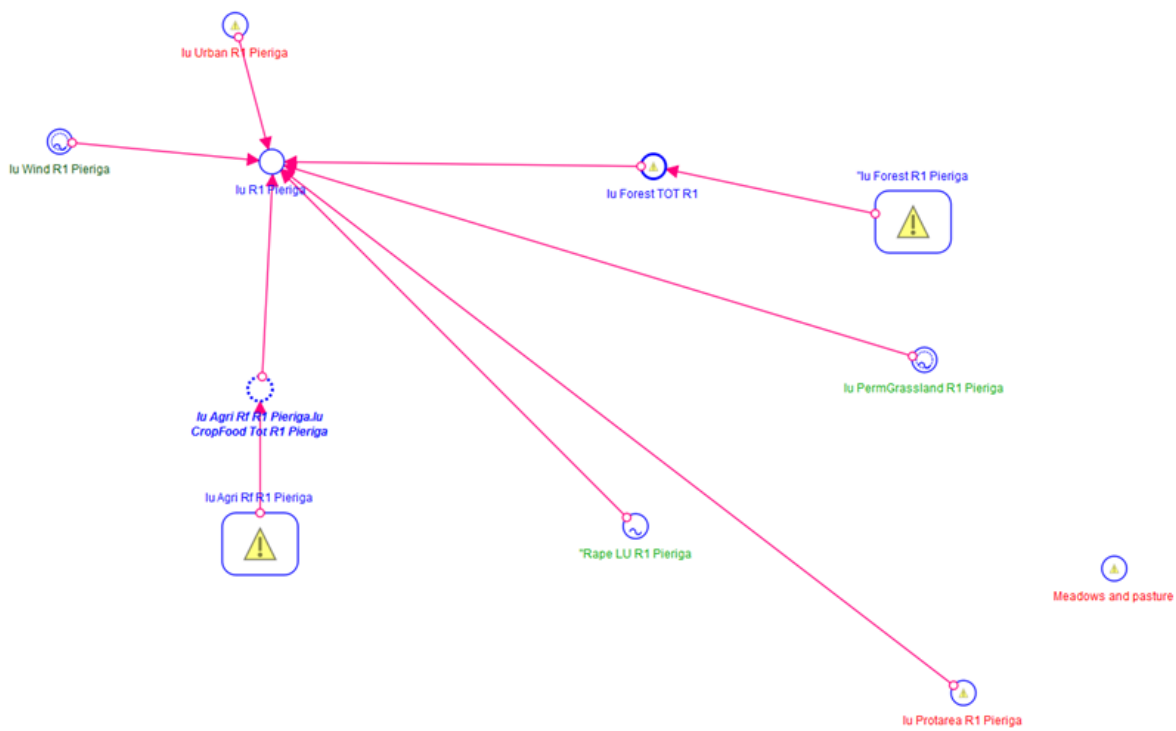 lu Urban R1 Pieriga
lu Wind R1 Pieriga
lu R1 Pieriga
lu Forest TOT R1
"lu Forest R1 Pieriga
lu PermGrassland R1 Pieriga
lu Agri Rf R1 Pieriga.lu
CropFood Tot R1 Pieriga
lu Agri Rf R1 Pieriga
"Rape LU R1 Pieriga
Meadows and pasture
lu Protarea R1 Pieriga